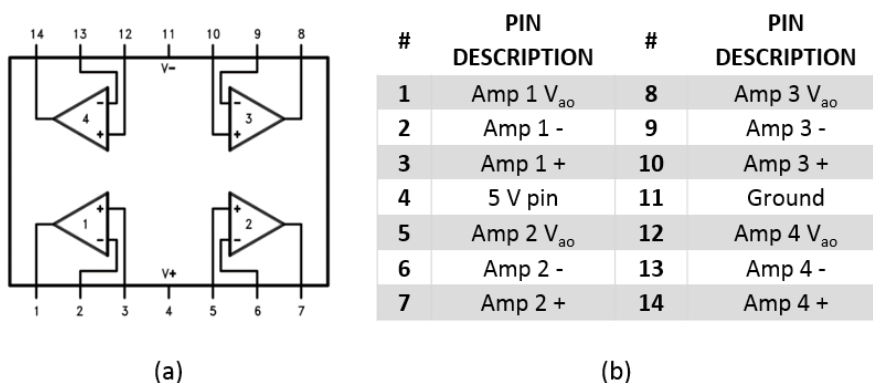 14 13 12 11 10 9 8
V-
- - 
4 3
+ +
+ +
1 2
- -
V+
1 2 3 4 5 6 7
(a)
# PIN DESCRIPTION # PIN DESCRIPTION
1 Amp 1 Vao 8 Amp 3 Vao
2 Amp 1 - 9 Amp 3 -
3 Amp 1 + 10 Amp 3 +
4 5 V pin 11 Ground
5 Amp 2 Vao 12 Amp 4 Vao
6 Amp 2 - 13 Amp 4 -
7 Amp 2 + 14 Amp 4 +
(b)